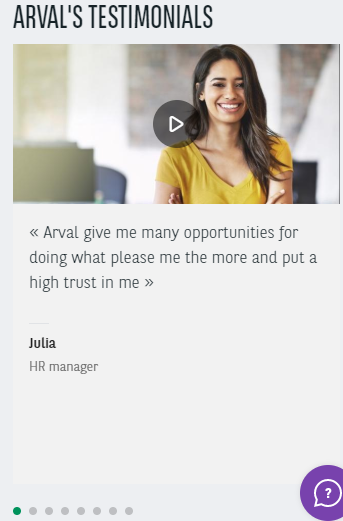 ARVAL'S TESTIMONIALS
« Arval give me many opportunities for
doing what please me the more and put a
high trust in me »
Julia
HR manager
?